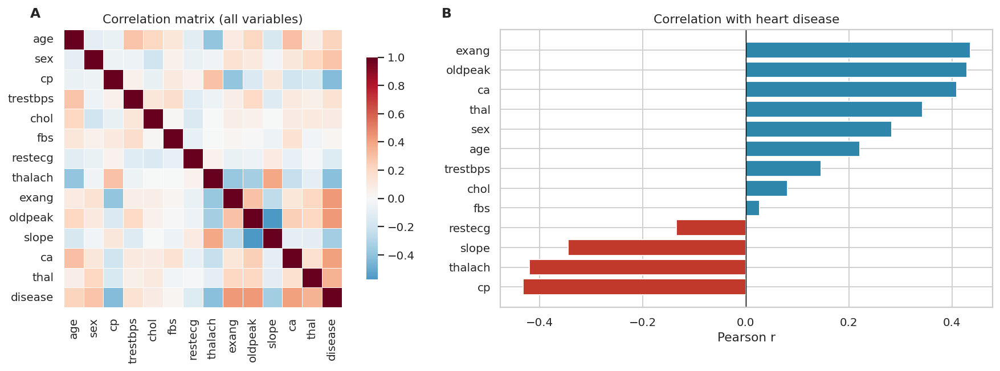 A
Correlation matrix (all variables)
age
sex
cp
trestbps
chol
fbs
restecg
thalach
exang
oldpeak
slope
ca
thal
disease
age
sex
cp
trestbps
chol
fbs
restecg
thalach
exang
oldpeak
slope
ca
thal
disease
1.0
0.8
0.6
0.4
0.2
0.0
−0.2
−0.4
B
Correlation with heart disease
exang
oldpeak
ca
thal
sex
age
trestbps
chol
fbs
restecg
slope
thalach
cp
−0.4 −0.2 0.0 0.2 0.4
Pearson r